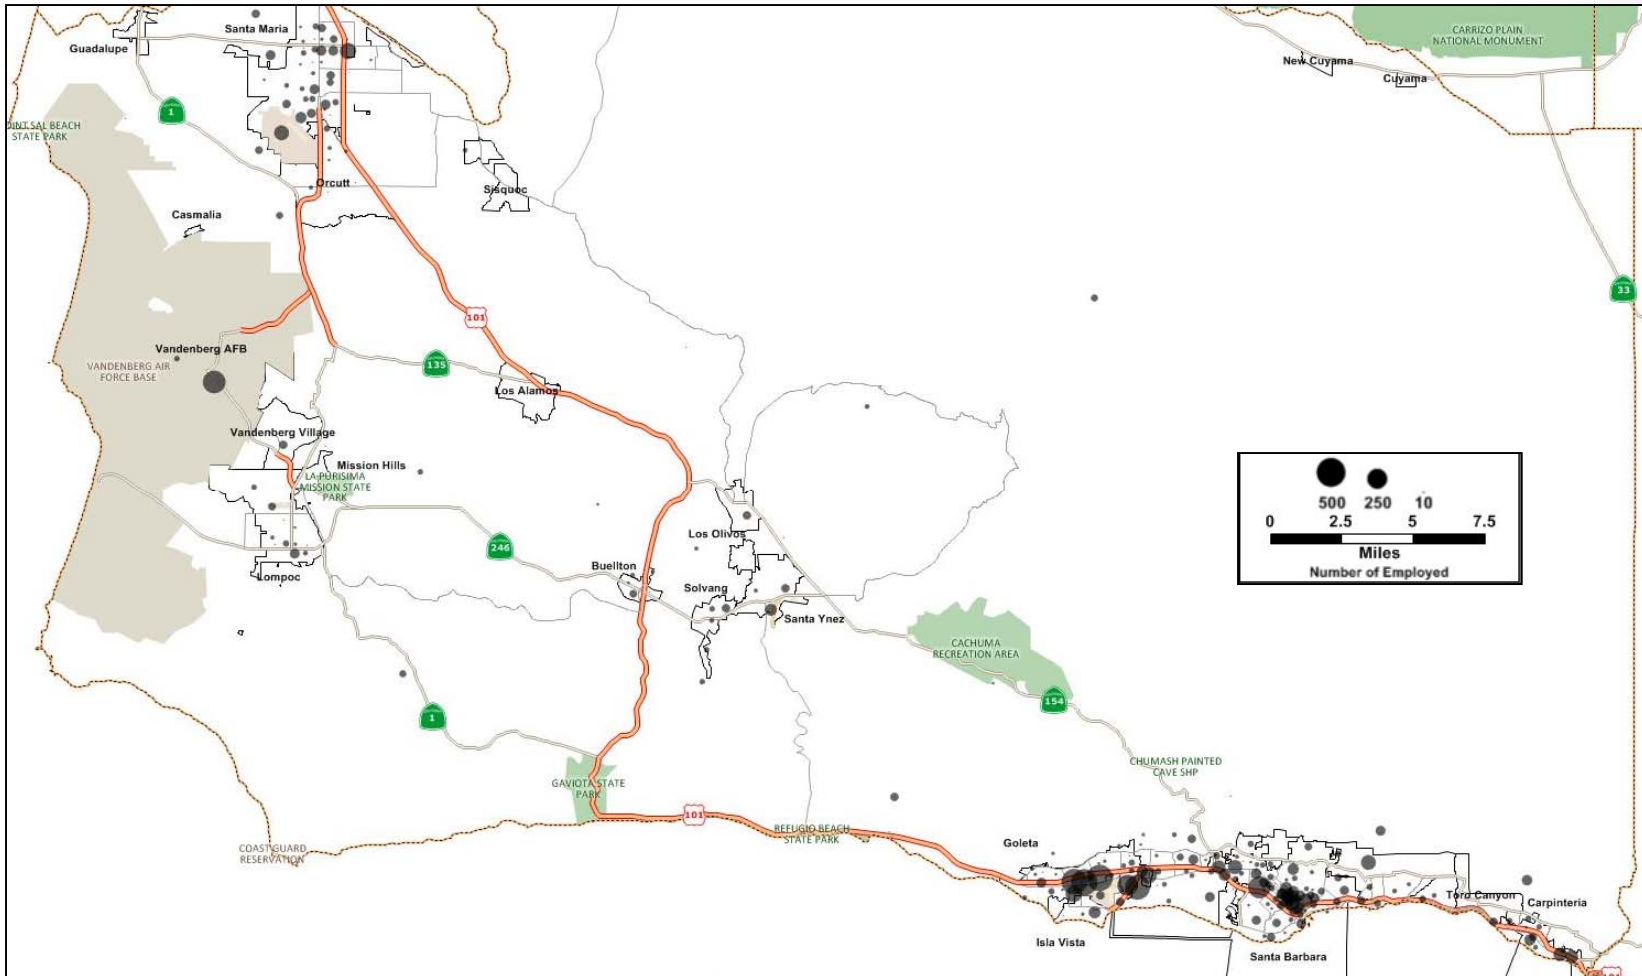 Santa Maria
Guadalupe
CARRIZO PLAIN
NATIONAL MONUMENT
New Cuyama
Cuyama
1
OINT SAL BEACH
STATE PARK
Orcutt
Sisquoc
Casmalia
33
101
Vandenberg AFB
VANDENBERG AIR
FORCE BASE
135
Los Alamos
Vandenberg Village
Mission Hills
LA PURISIMA
MISSION STATE
PARK
500 250 10
0 2.5 5 7.5
Miles
Number of Employed
Los Olivos
246
Buellton
Lompoc
Solvang
Santa Ynez
CACHUMA
RECREATION AREA
154
1
CHUMASH PAINTED
CAVE SHP
GAVIOTA STATE
PARK
101
REFUGIO BEACH
STATE PARK
COAST GUARD
RESERVATION
Goleta
Toro Canyon
Carpinteria
Isla Vista
Santa Barbara
101